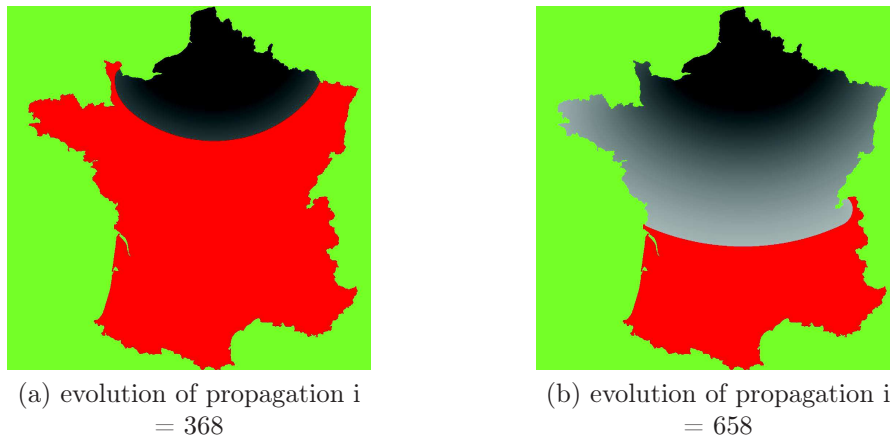 (a) evolution of propagation i
= 368
(b) evolution of propagation i
= 658